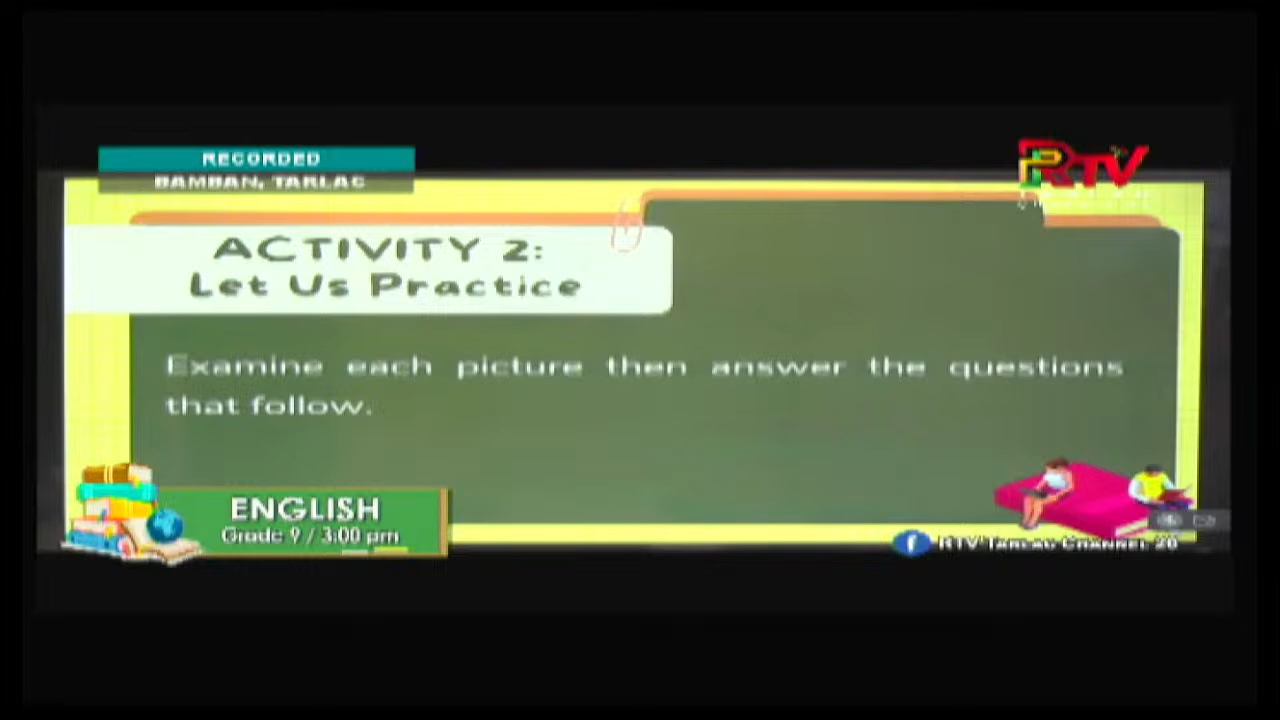 RECORDED
BAMBAN, TARLAC
RTV
ACTIVITY 2:
Let Us Practice
Examine each picture then answer the questions
that follow.
ENGLISH
Grade 9 / 3:00 pm
f RTV Tarlac Channel 26